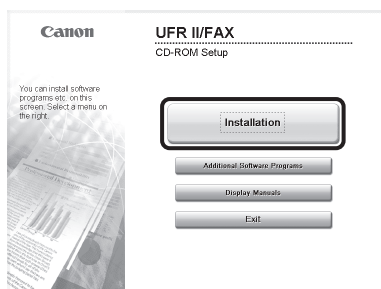 Canon
UFR II/FAX
CD-ROM Setup
You can install software
programs etc. on this
screen. Select a menu on
the right.
Installation
Additional Software Programs
Display Manuals
Exit